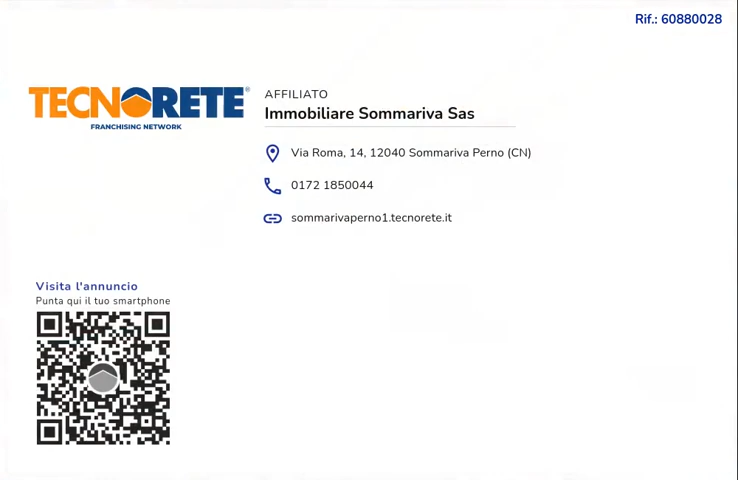 Rif.: 60880028
TECNORETE®
FRANCHISING NETWORK
AFFILIATO
Immobiliare Sommariva Sas
Via Roma, 14, 12040 Sommariva Perno (CN)
0172 1850044
sommarivaperno1.tecnorete.it
Visita l'annuncio
Punta qui il tuo smartphone